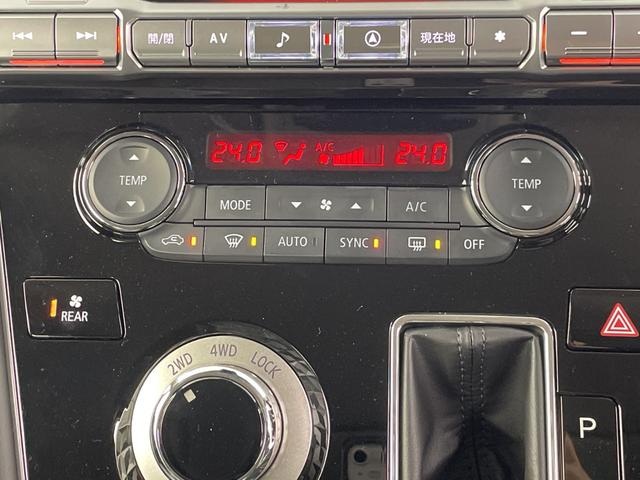 開/閉 AV 現在地
24.0 A/C 24.0
TEMP TEMP
MODE A/C
AUTO SYNC OFF
REAR
2WD 4WD LOCK
P